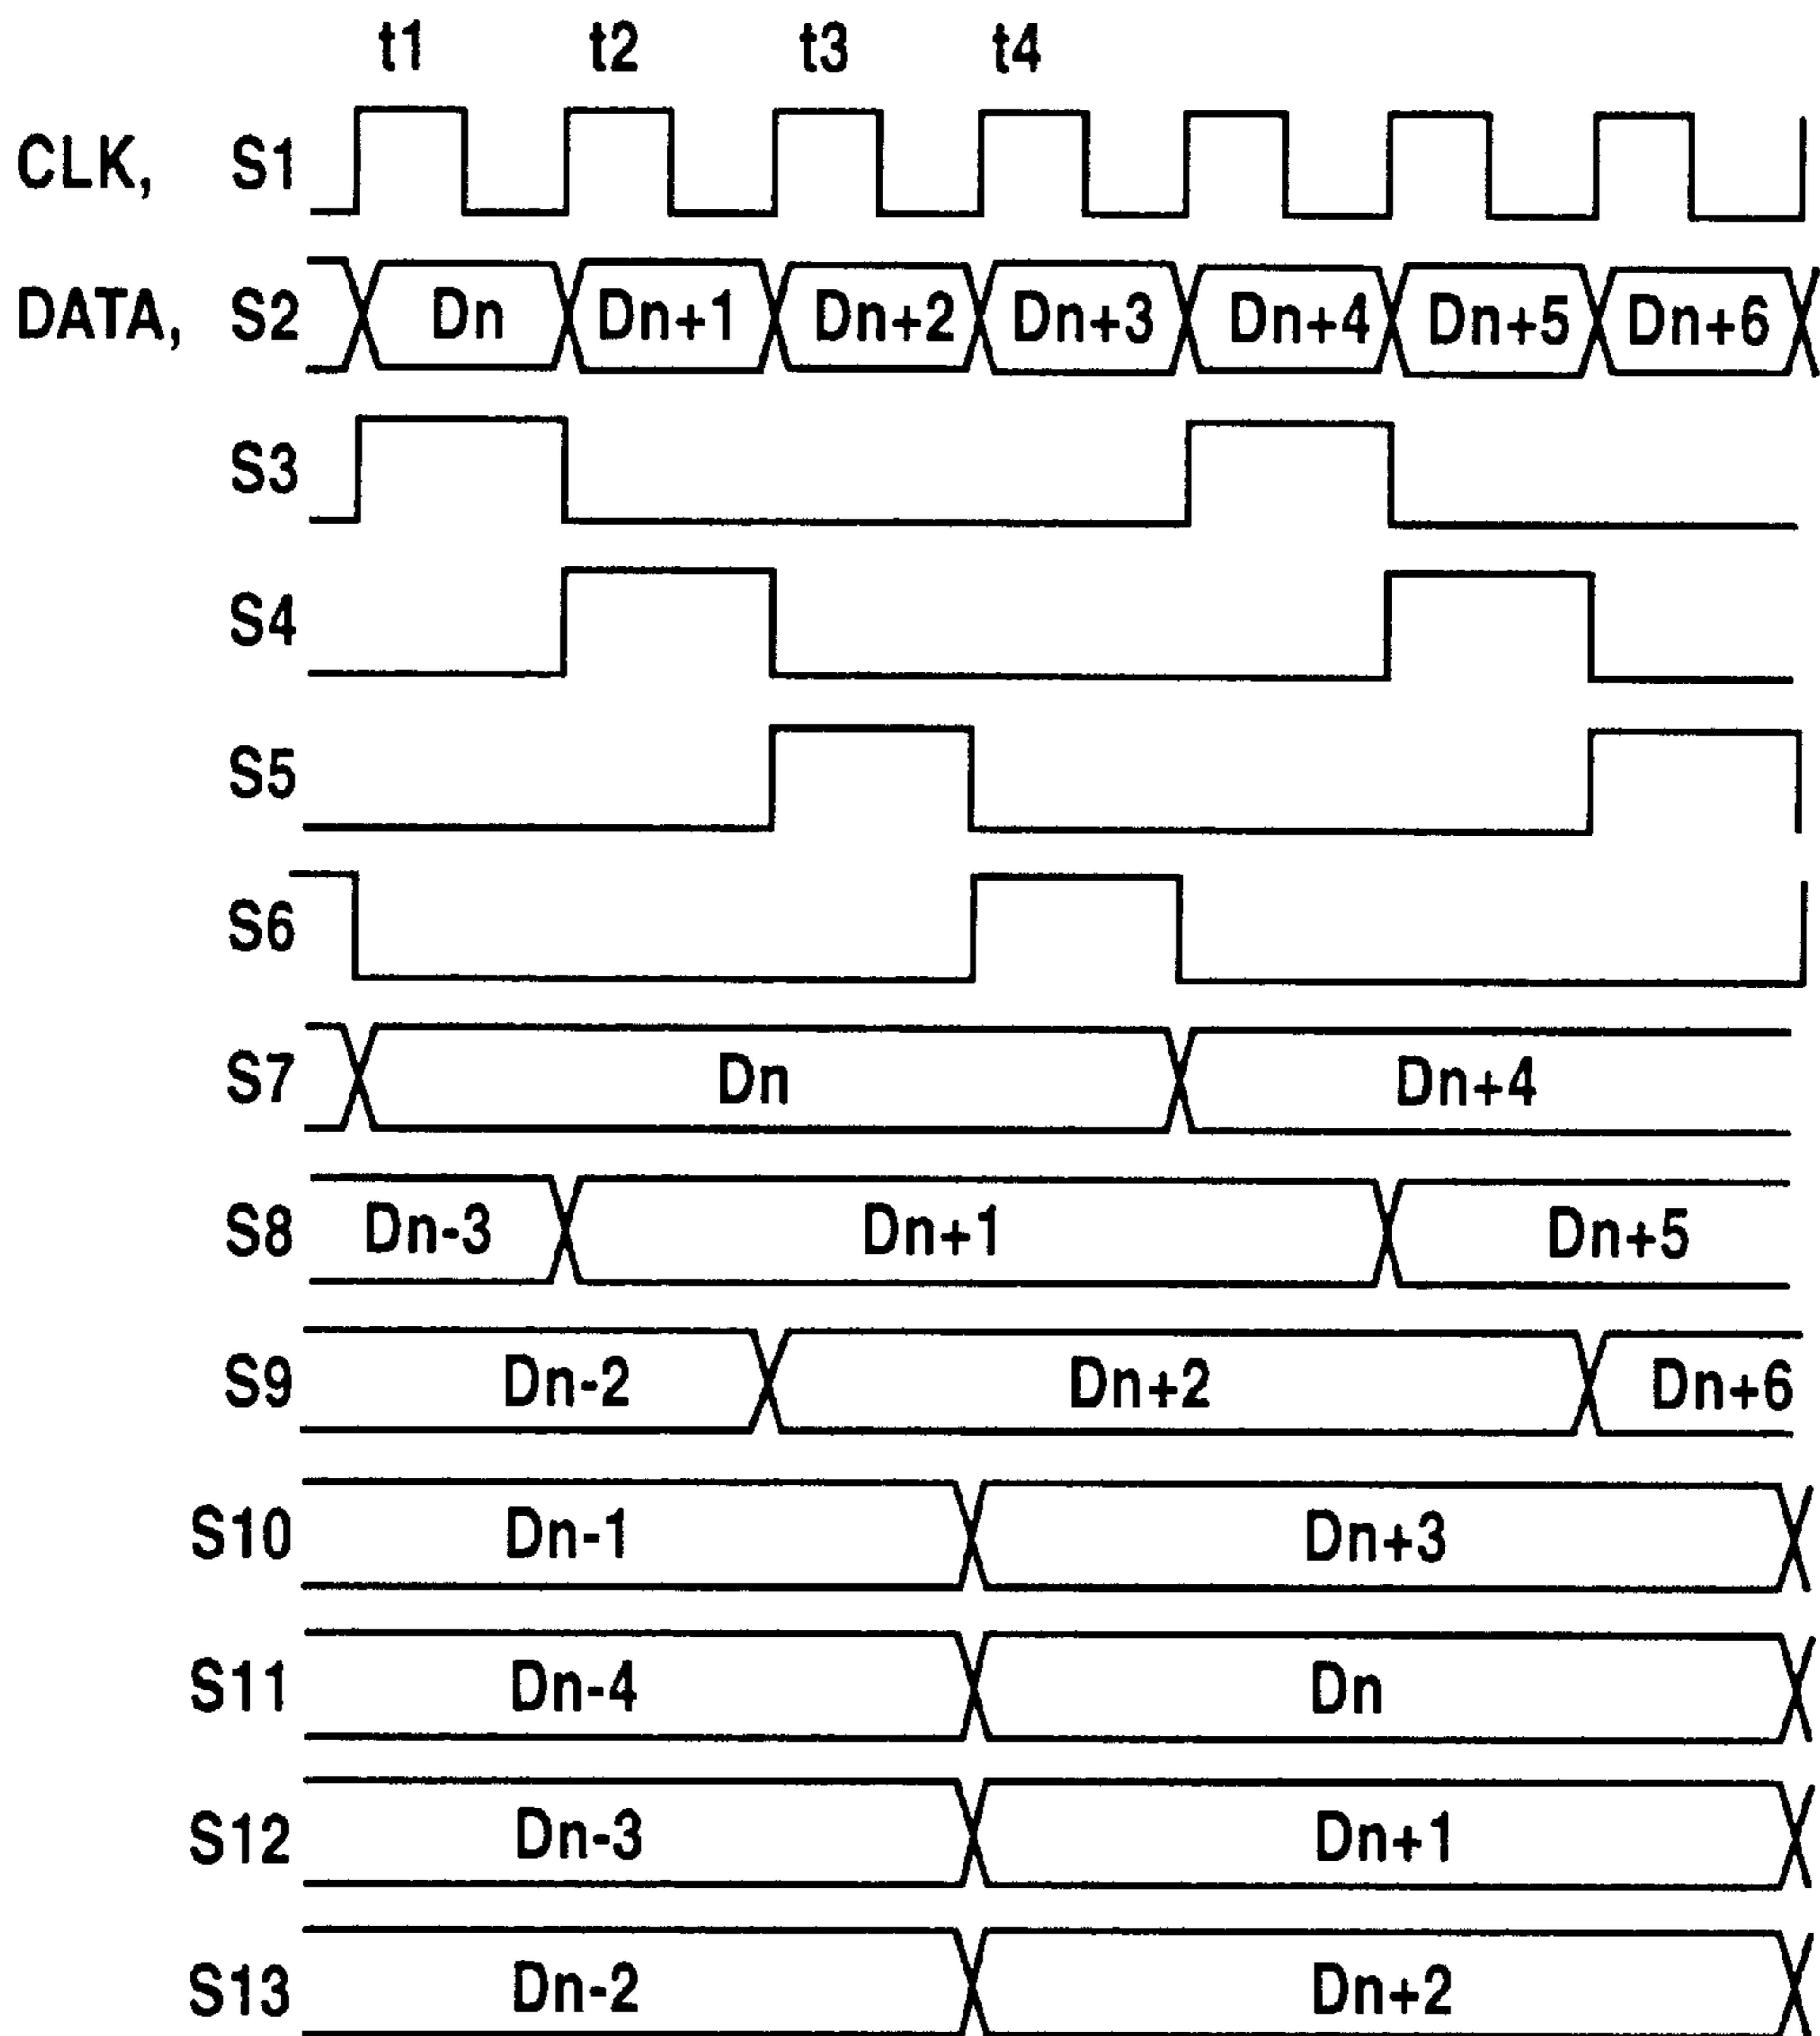 t1 t2 t3 t4
CLK, S1
DATA, S2 Dn Dn+1 Dn+2 Dn+3 Dn+4 Dn+5 Dn+6
S3
S4
S5
S6
S7 Dn Dn+4
S8 Dn-3 Dn+1 Dn+5
S9 Dn-2 Dn+2 Dn+6
S10 Dn-1 Dn+3
S11 Dn-4 Dn
S12 Dn-3 Dn+1
S13 Dn-2 Dn+2